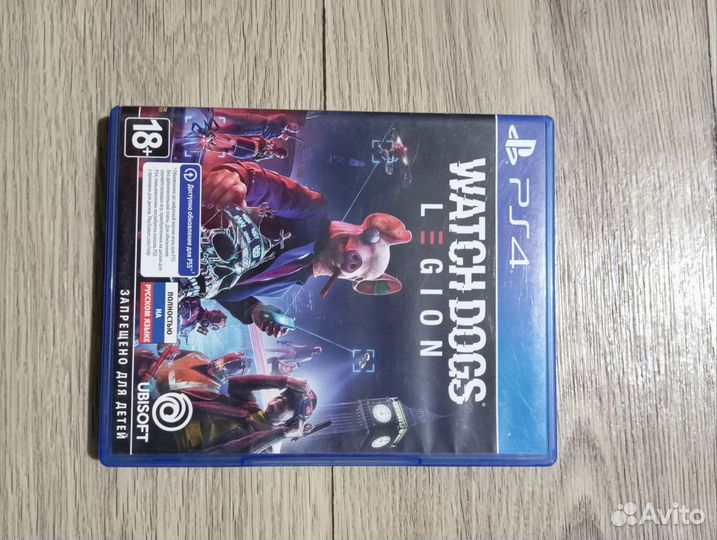 PS4
WATCH DOGS
LEGION
18+
Доступно обновление для PS5
ПОЛНОСТЬЮ
НА
РУССКОМ ЯЗЫКЕ
UBISOFT
ЗАПРЕЩЕНО ДЛЯ ДЕТЕЙ
Avito